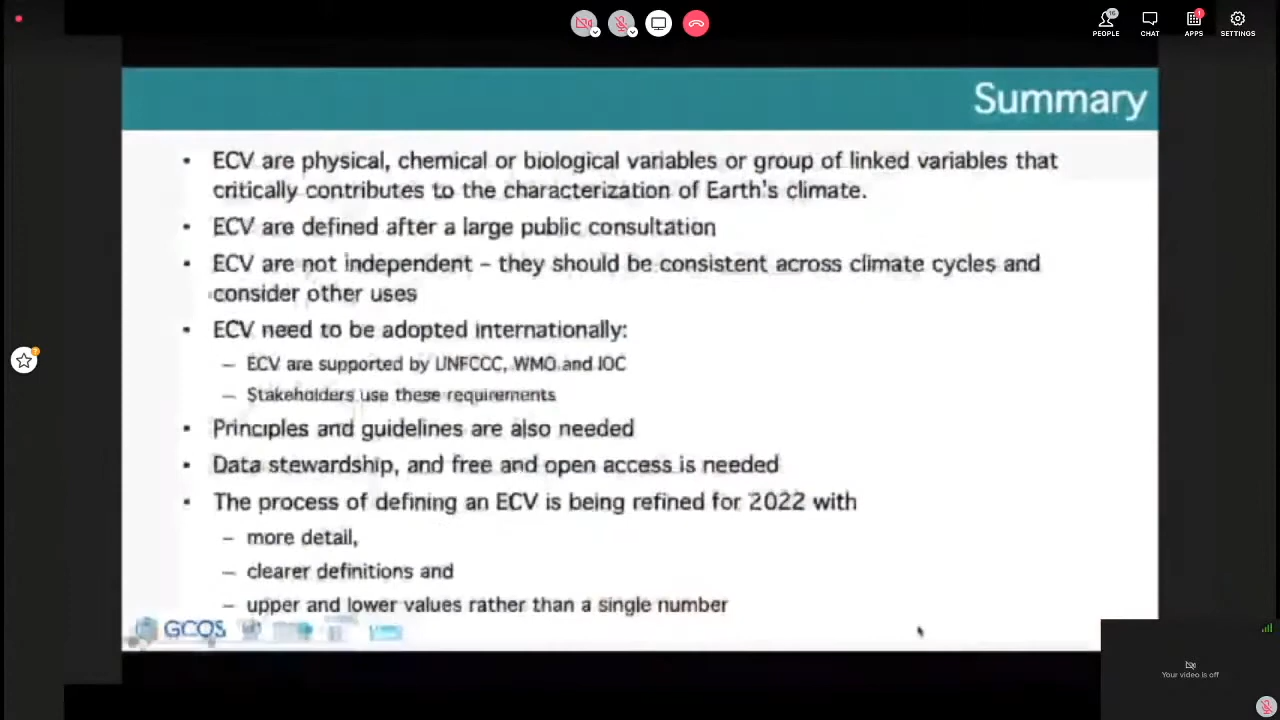 16
1
PEOPLE
CHAT
APPS
SETTINGS
Summary
• ECV are physical, chemical or biological variables or group of linked variables that
critically contributes to the characterization of Earth's climate.
• ECV are defined after a large public consultation
• ECV are not independent – they should be consistent across climate cycles and
consider other uses
• ECV need to be adopted internationally:
– ECV are supported by UNFCCC, WMO and IOC
– Stakeholders use these requirements
• Principles and guidelines are also needed
• Data stewardship, and free and open access is needed
• The process of defining an ECV is being refined for 2022 with
– more detail,
– clearer definitions and
– upper and lower values rather than a single number
GCOS
Your video is off